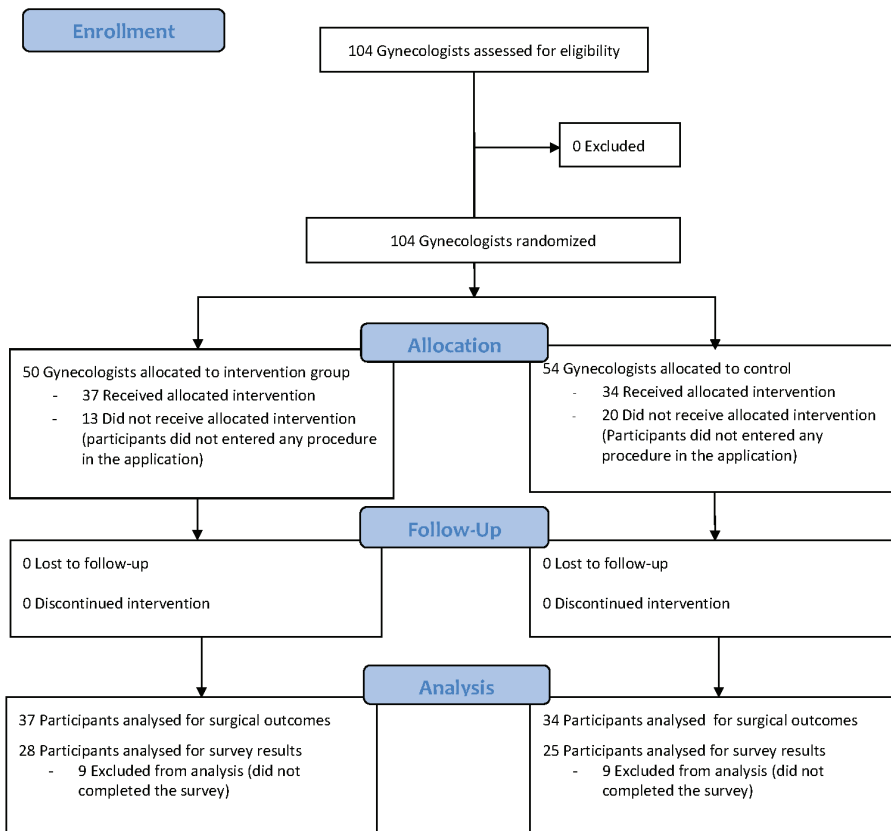 Enrollment
104 Gynecologists assessed for eligibility
0 Excluded
104 Gynecologists randomized
Allocation
50 Gynecologists allocated to intervention group
- 37 Received allocated intervention
- 13 Did not receive allocated intervention
(participants did not entered any procedure
in the application)
54 Gynecologists allocated to control
- 34 Received allocated intervention
- 20 Did not receive allocated intervention
(Participants did not entered any
procedure in the application)
Follow-Up
0 Lost to follow-up
0 Discontinued intervention
0 Lost to follow-up
0 Discontinued intervention
Analysis
37 Participants analysed for surgical outcomes
28 Participants analysed for survey results
- 9 Excluded from analysis (did not
completed the survey)
34 Participants analysed for surgical outcomes
25 Participants analysed for survey results
- 9 Excluded from analysis (did not
completed the survey)